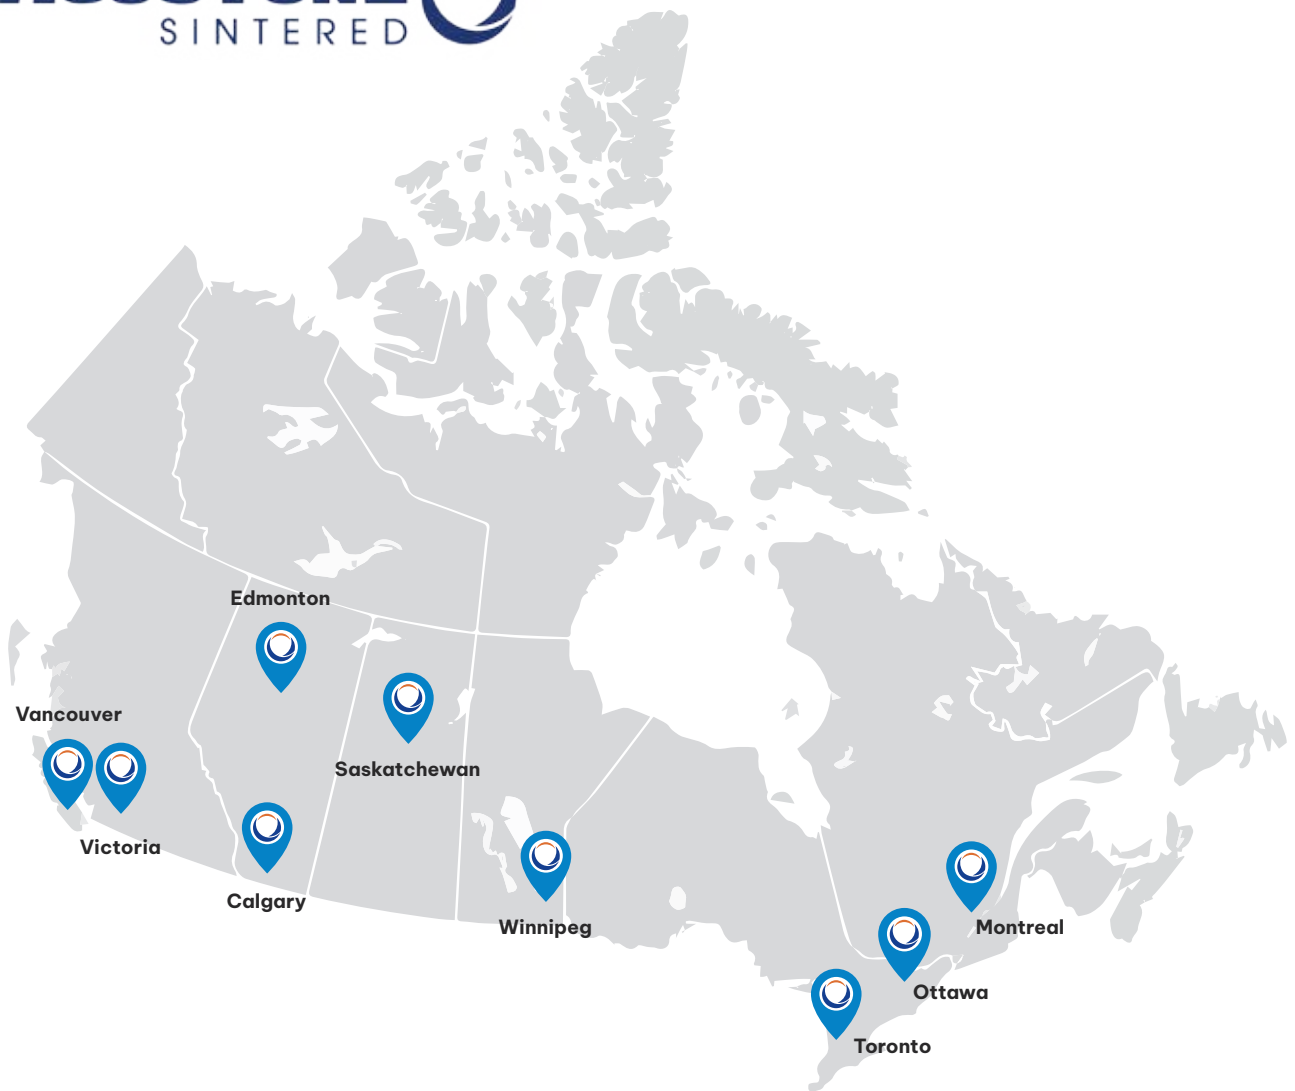 SINTERED
Edmonton
Vancouver
Saskatchewan
Victoria
Calgary
Winnipeg
Montreal
Ottawa
Toronto